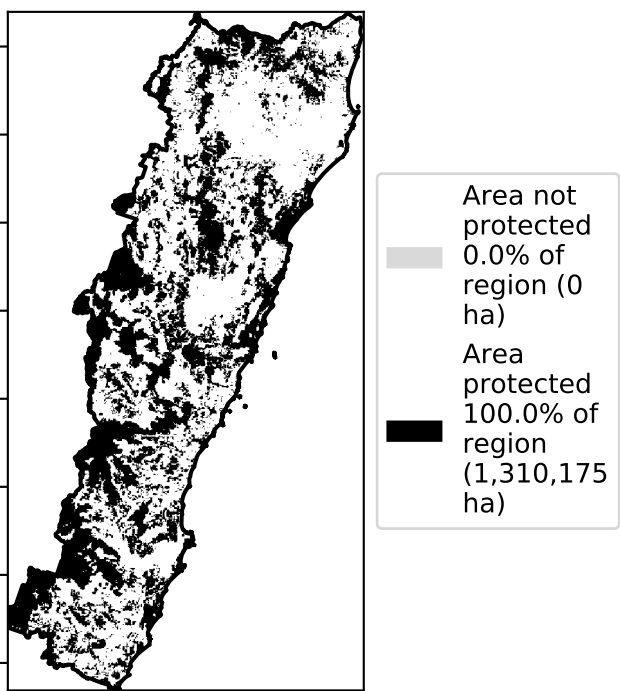 Area not
protected
0.0% of
region (0
ha)
Area
protected
100.0% of
region
(1,310,175
ha)